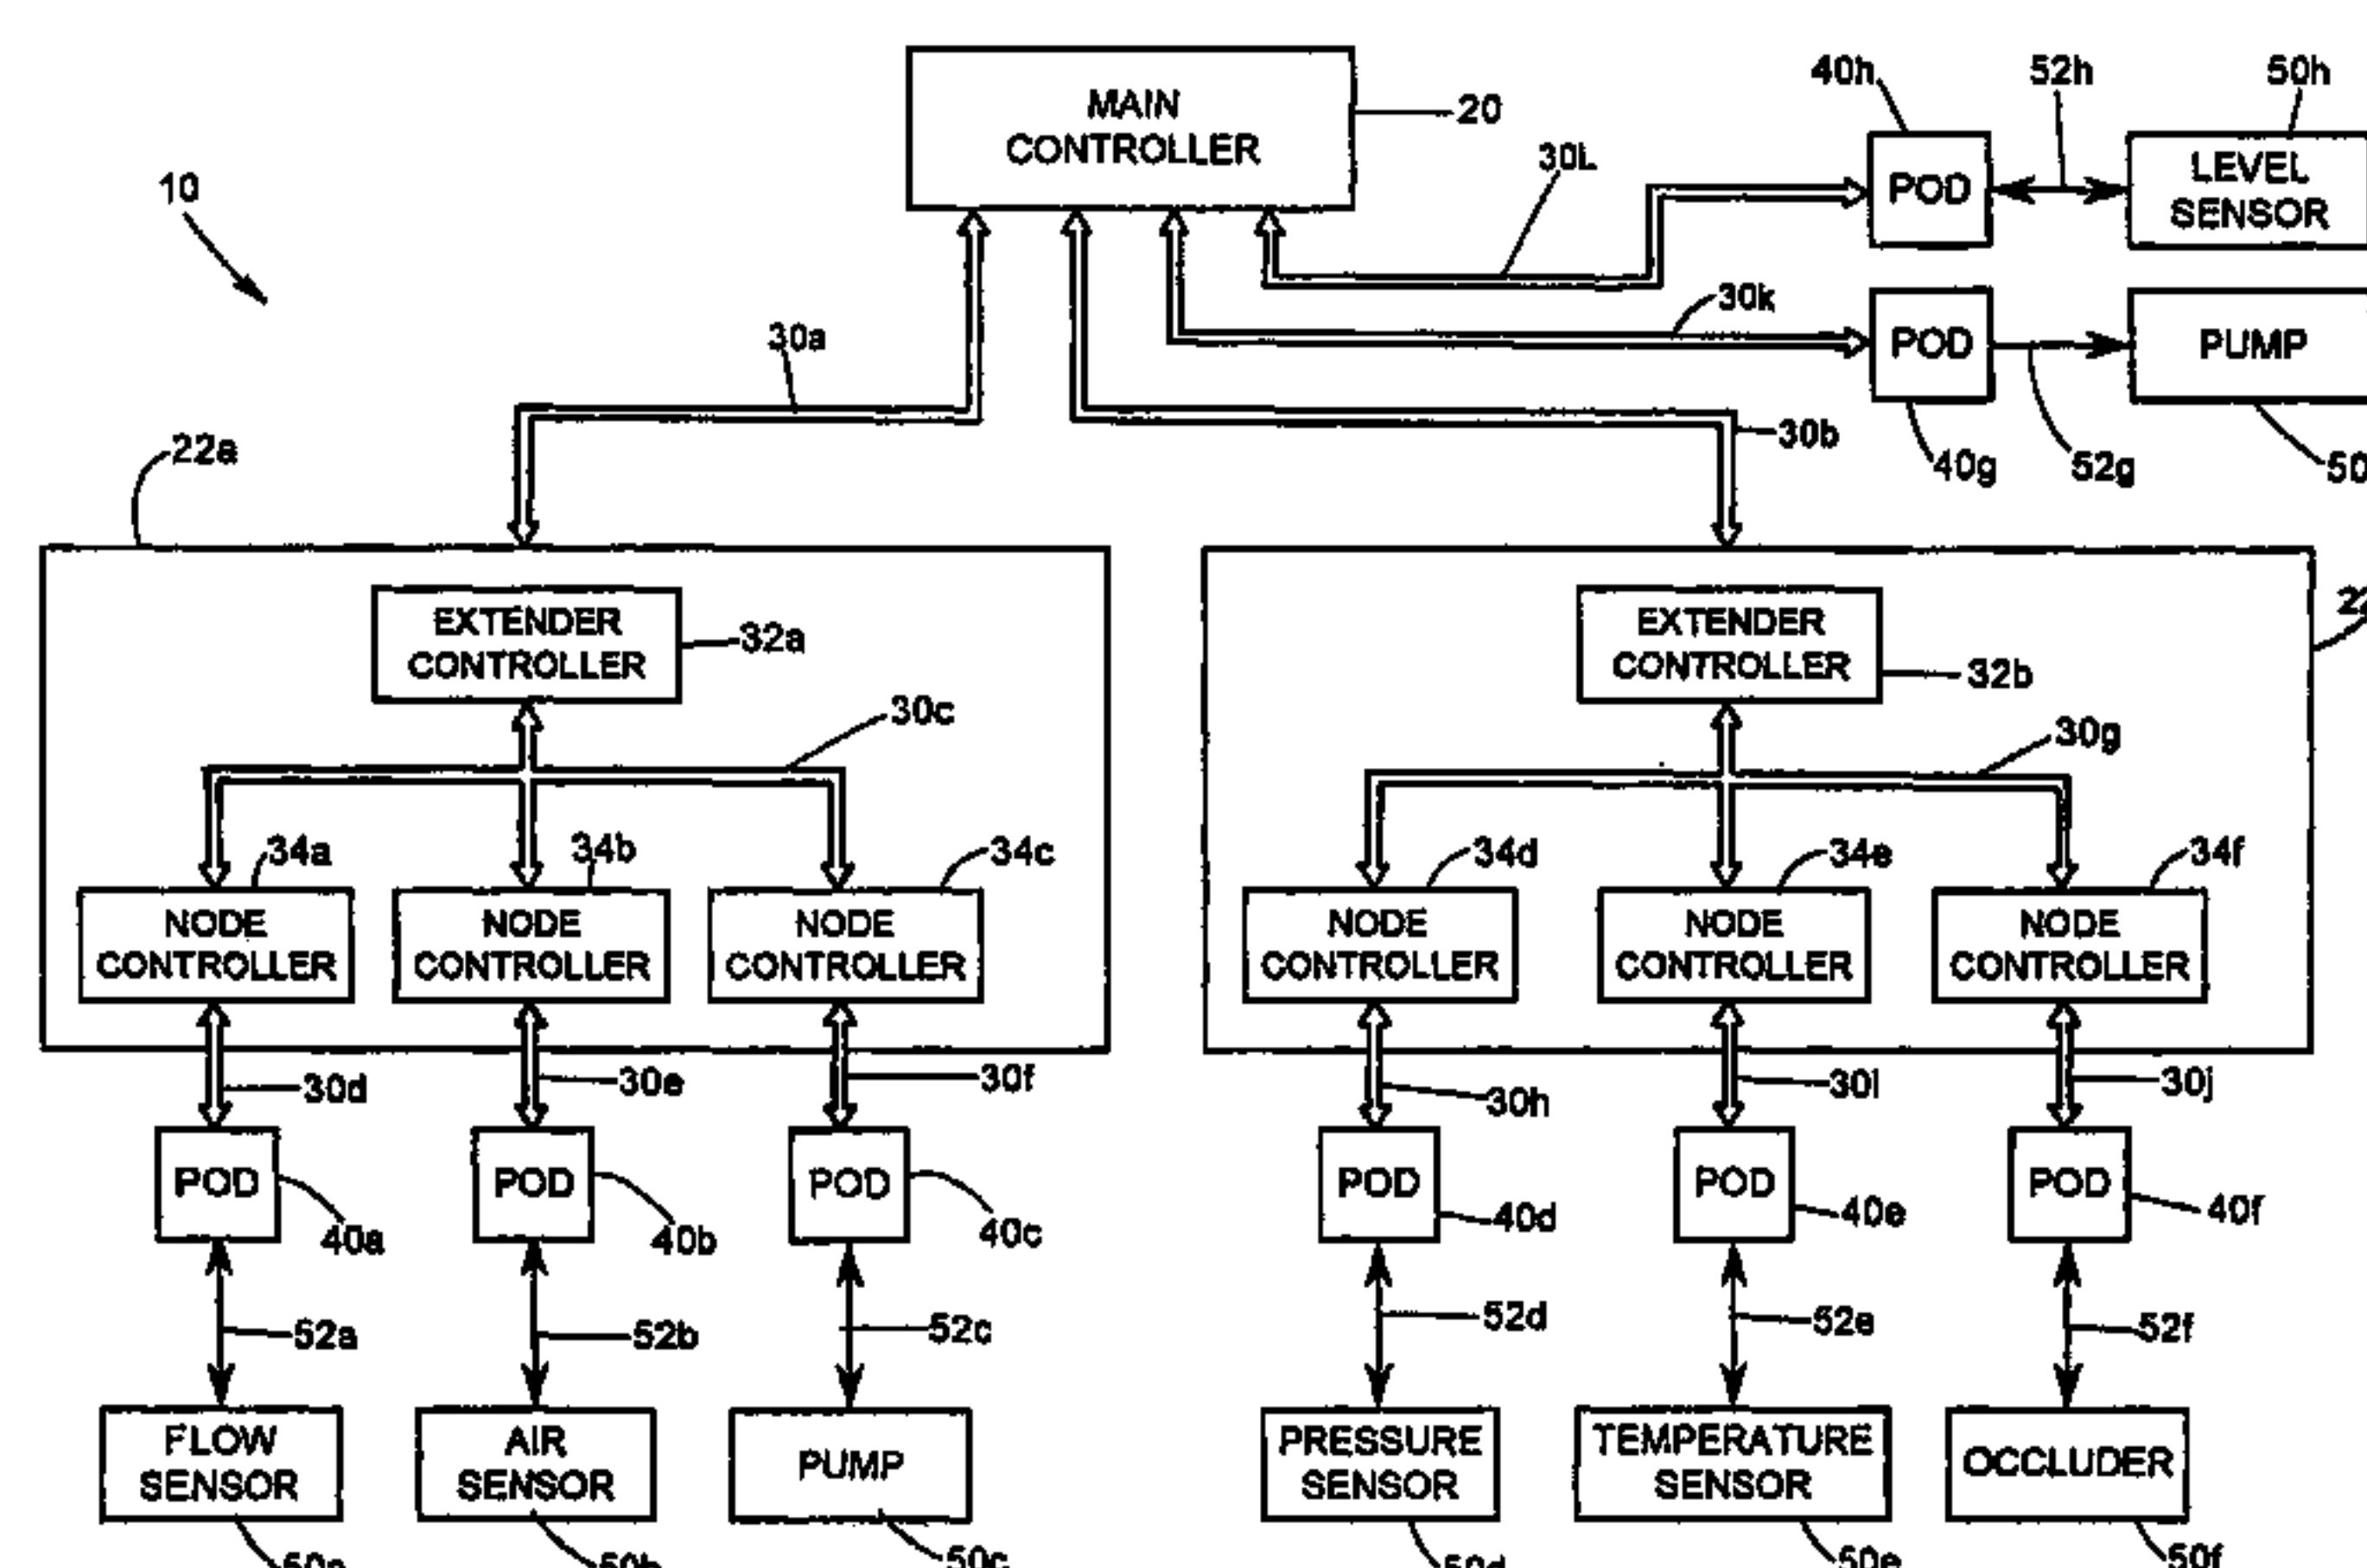 40h
52h
50h
MAIN
CONTROLLER
20
30L
POD
LEVEL
SENSOR
10
30k
POD
PUMP
30a
30b
22a
40g
52g
EXTENDER
CONTROLLER
32a
EXTENDER
CONTROLLER
32b
30c
30g
34a
34b
34c
34d
34e
34f
NODE
CONTROLLER
NODE
CONTROLLER
NODE
CONTROLLER
NODE
CONTROLLER
NODE
CONTROLLER
NODE
CONTROLLER
30d
30e
30f
30h
30i
30j
POD
POD
POD
POD
POD
POD
40a
40b
40c
40d
40e
40f
52a
52b
52c
52d
52e
52f
FLOW
SENSOR
AIR
SENSOR
PUMP
PRESSURE
SENSOR
TEMPERATURE
SENSOR
OCCLUDER
50c
50d
50e
50f